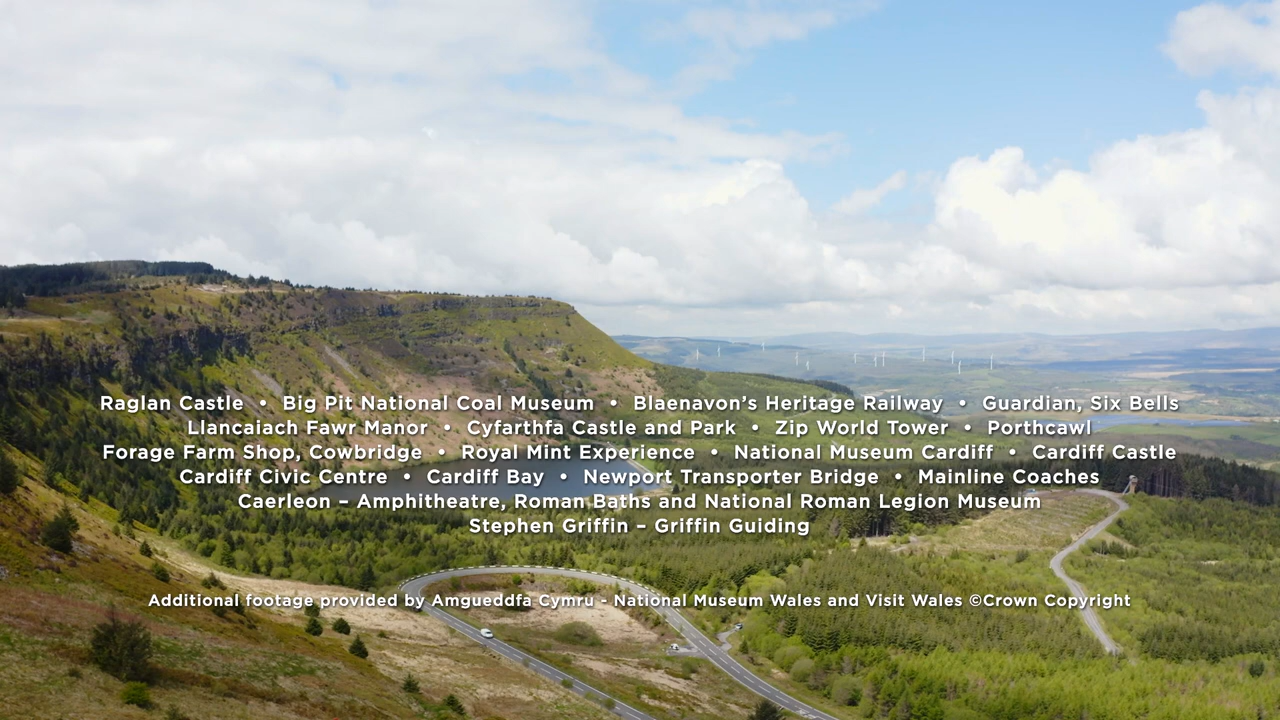 Raglan Castle • Big Pit National Coal Museum • Blaenavon’s Heritage Railway • Guardian, Six Bells
Llancaiach Fawr Manor • Cyfarthfa Castle and Park • Zip World Tower • Porthcawl
Forage Farm Shop, Cowbridge • Royal Mint Experience • National Museum Cardiff • Cardiff Castle
Cardiff Civic Centre • Cardiff Bay • Newport Transporter Bridge • Mainline Coaches
Caerleon – Amphitheatre, Roman Baths and National Roman Legion Museum
Stephen Griffin – Griffin Guiding
Additional footage provided by Amgueddfa Cymru - National Museum Wales and Visit Wales ©Crown Copyright